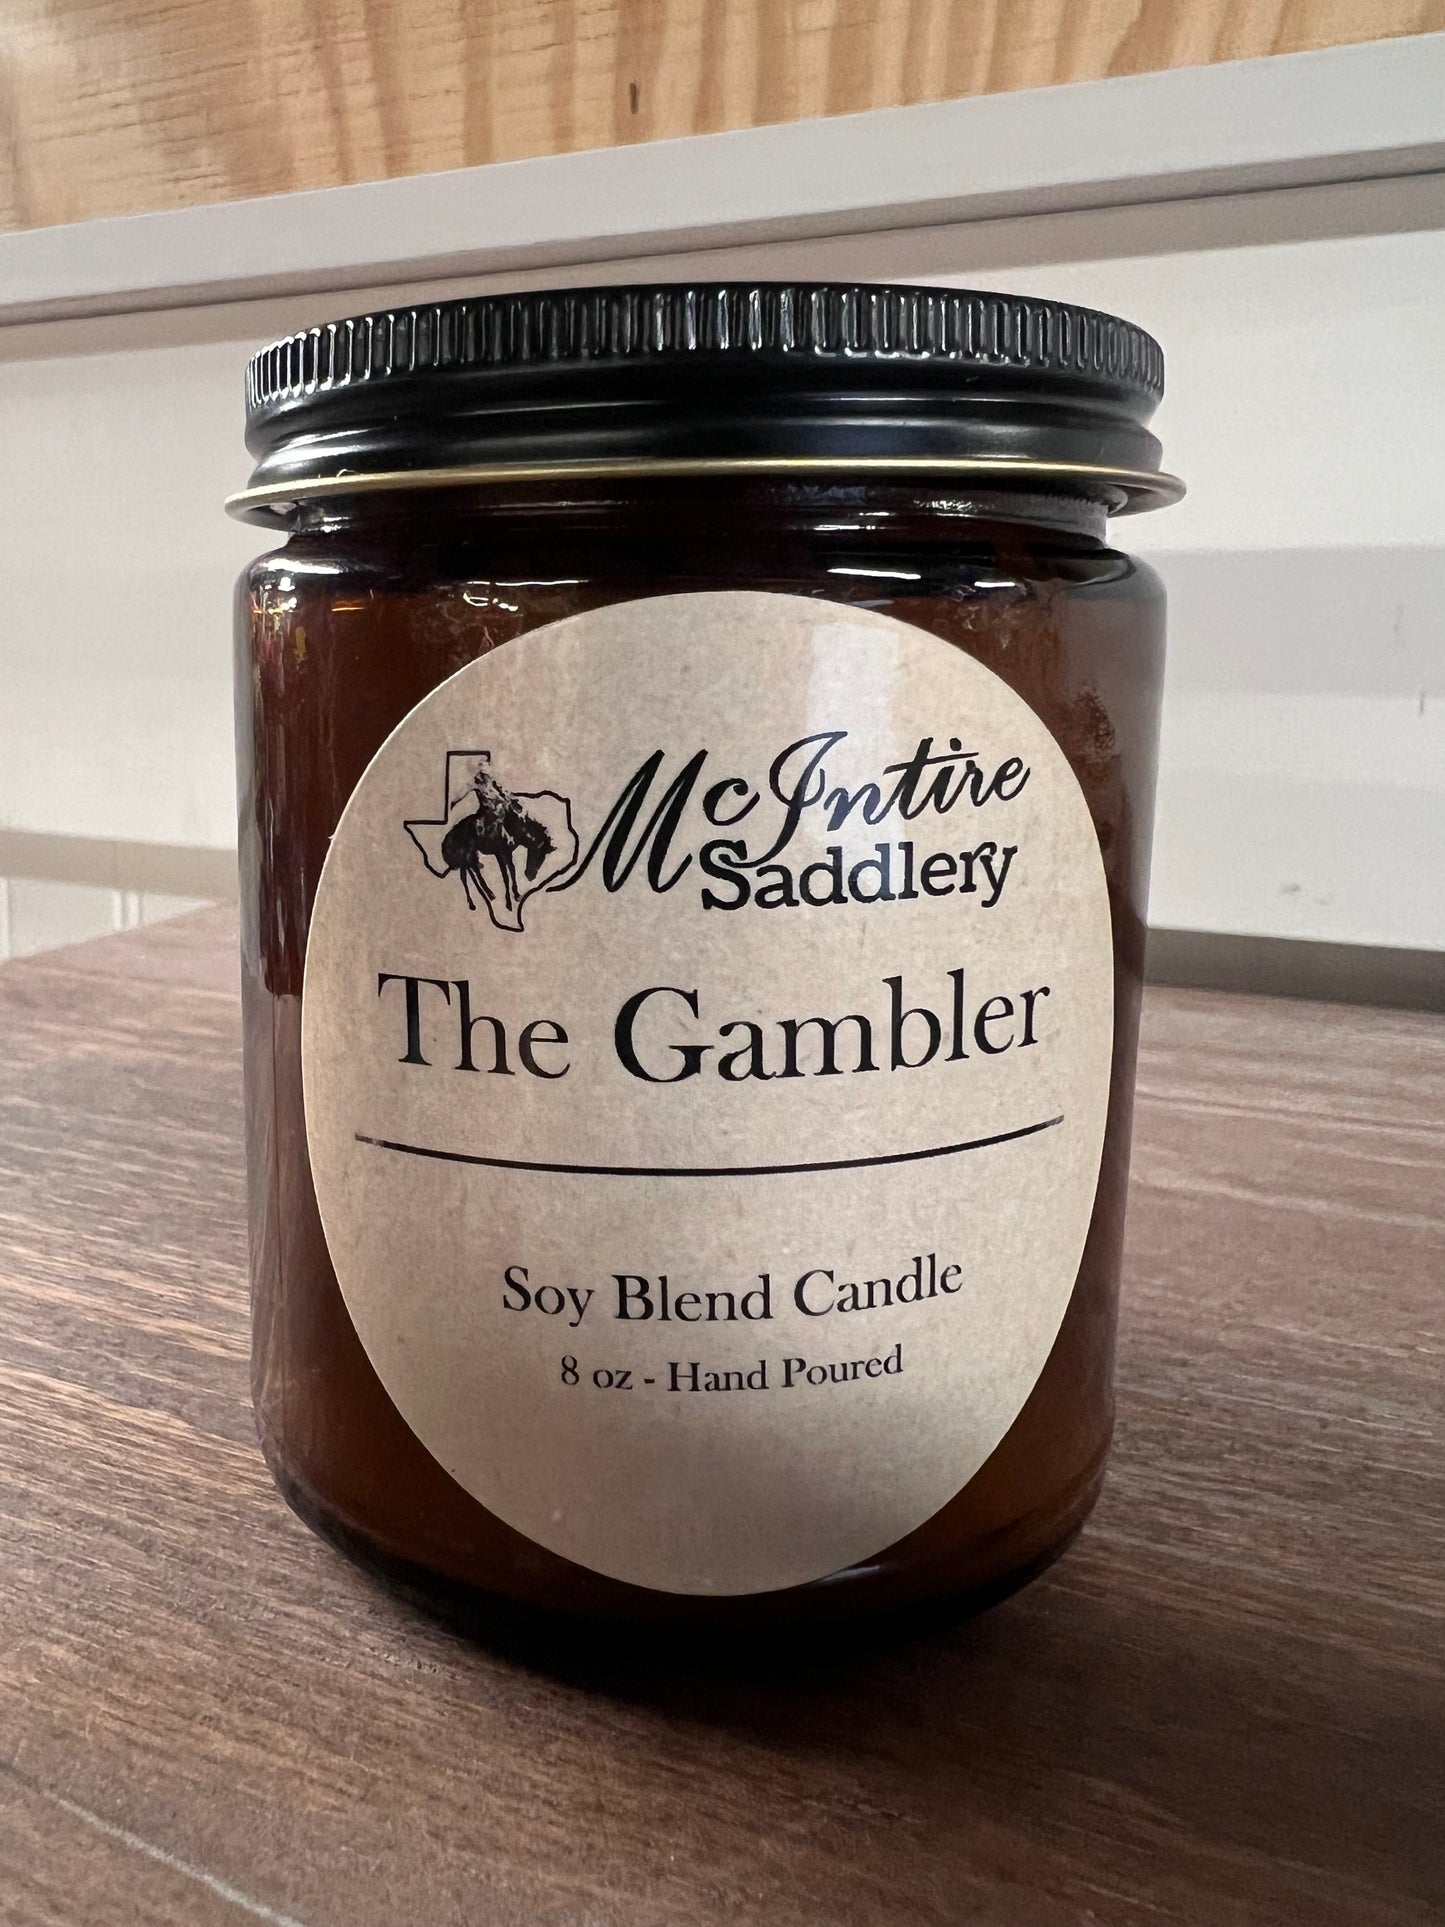 McIntire
Saddlery
The Gambler
Soy Blend Candle
8 oz - Hand Poured